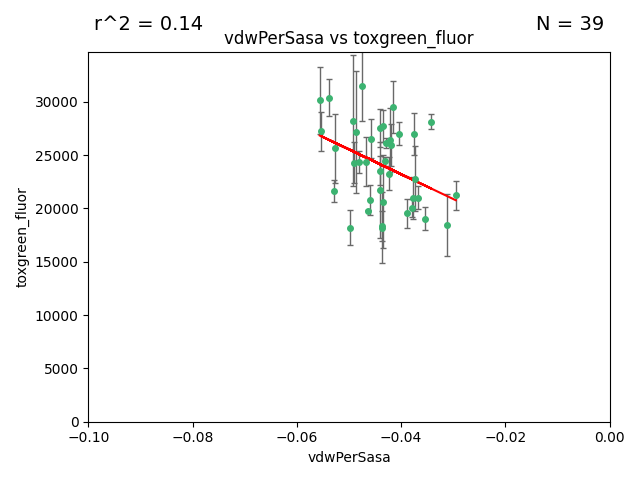 r^2 = 0.14
N = 39
vdwPerSasa vs toxgreen_fluor
30000
25000
20000
15000
10000
5000
0
toxgreen_fluor
−0.10
−0.08
−0.06
−0.04
−0.02
0.00
vdwPerSasa